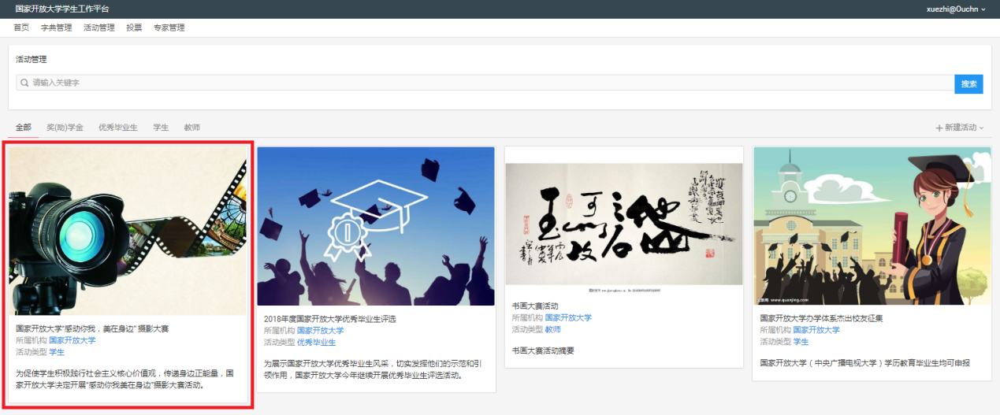 国家开放大学学生工作平台
xuezhi@Ouchn
首页 字典管理 活动管理 投票 专家管理
活动管理
请输入关键字
搜索
全部 奖(助)学金 优秀毕业生 学生 教师
新建活动
国家开放大学“感动你我，美在身边”摄影大赛
所属机构 国家开放大学
活动类型 学生
为促使学生积极践行社会主义核心价值观，传递身边正能量，国
家开放大学决定开展“感动你我美在身边”摄影大赛活动。
2018年度国家开放大学优秀毕业生评选
所属机构 国家开放大学
活动类型 优秀毕业生
为展示国家开放大学优秀毕业生风采，切实发挥他们的示范和引
领作用，国家开放大学今年继续开展优秀毕业生评选活动。
书画大赛活动
所属机构 国家开放大学
活动类型 教师
书画大赛活动摘要
www.quanjing.com
国家开放大学办学体系杰出校友征集
所属机构 国家开放大学
活动类型 学生
国家开放大学（中央广播电视大学）学历教育毕业生均可申报